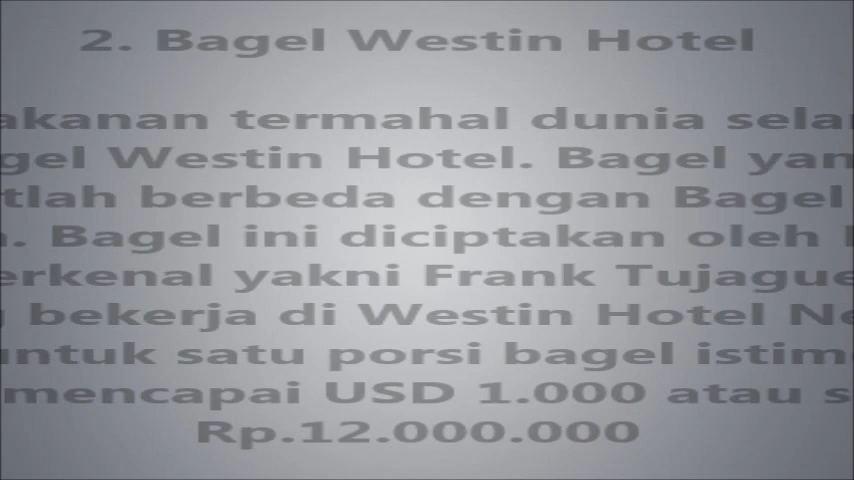 2. Bagel Westin Hotel
akanan termahal dunia selan
gel Westin Hotel. Bagel yan
tlah berbeda dengan Bagel
. Bagel ini diciptakan oleh
erkenal yakni Frank Tujague
bekerja di Westin Hotel Ne
untuk satu porsi bagel istim
mencapai USD 1.000 atau s
Rp.12.000.000